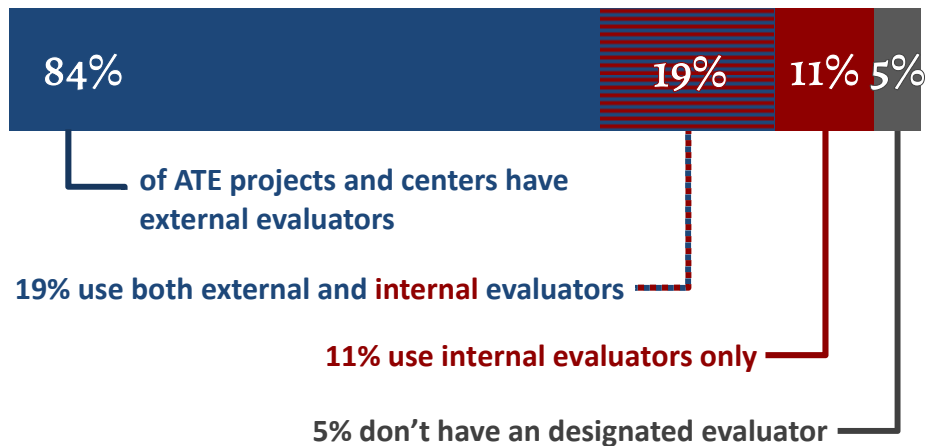 84% 19% 11% 5%
of ATE projects and centers have
external evaluators
19% use both external and internal evaluators
11% use internal evaluators only
5% don’t have an designated evaluator